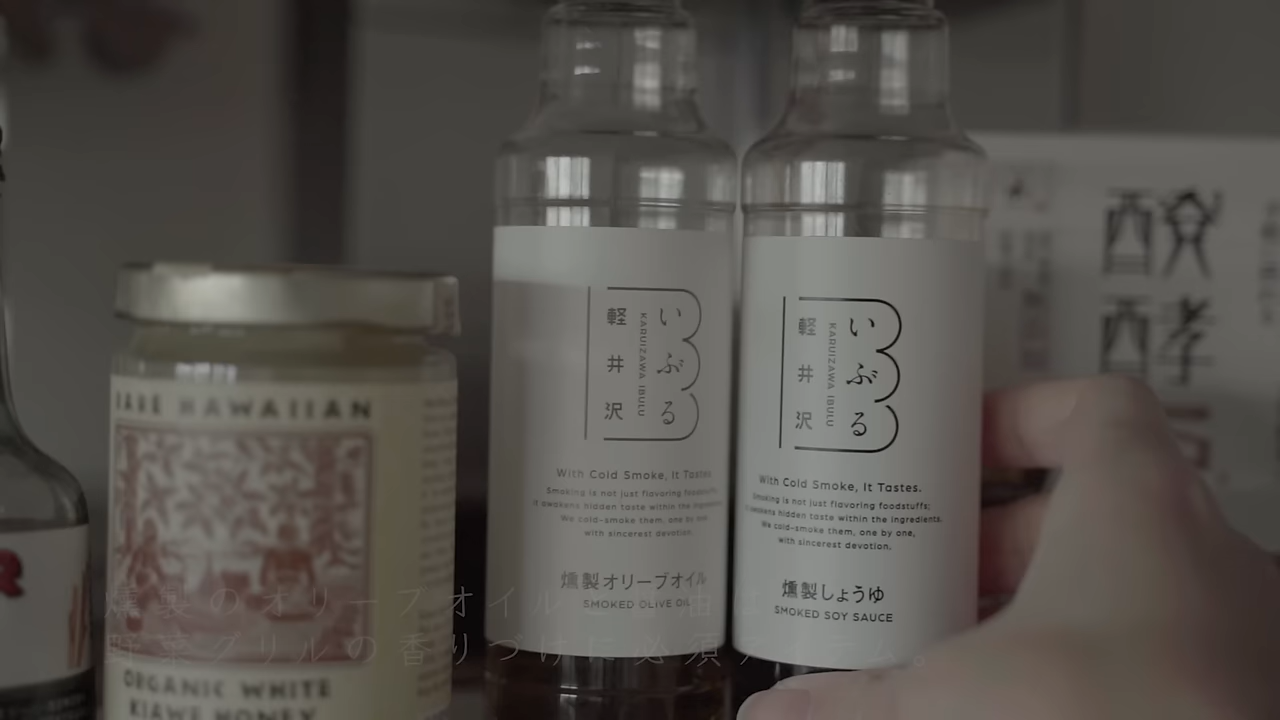 RARE HAWAIIAN
ORGANIC WHITE
KIAWE HONEY
いぶる
KARUIZAWA IBULU
軽井沢
With Cold Smoke, It Tastes.
Smoking is not just flavoring foodstuffs;
it awakens hidden taste within the ingredients.
We cold-smoke them, one by one,
with sincerest devotion.
燻製オリーブオイル
SMOKED OLIVE OIL
いぶる
KARUIZAWA IBULU
軽井沢
With Cold Smoke, It Tastes.
Smoking is not just flavoring foodstuffs;
it awakens hidden taste within the ingredients.
We cold-smoke them, one by one,
with sincerest devotion.
燻製しょうゆ
SMOKED SOY SAUCE
燻製のオリーブオイル
野菜グリルの香りづけに必須アイテム。